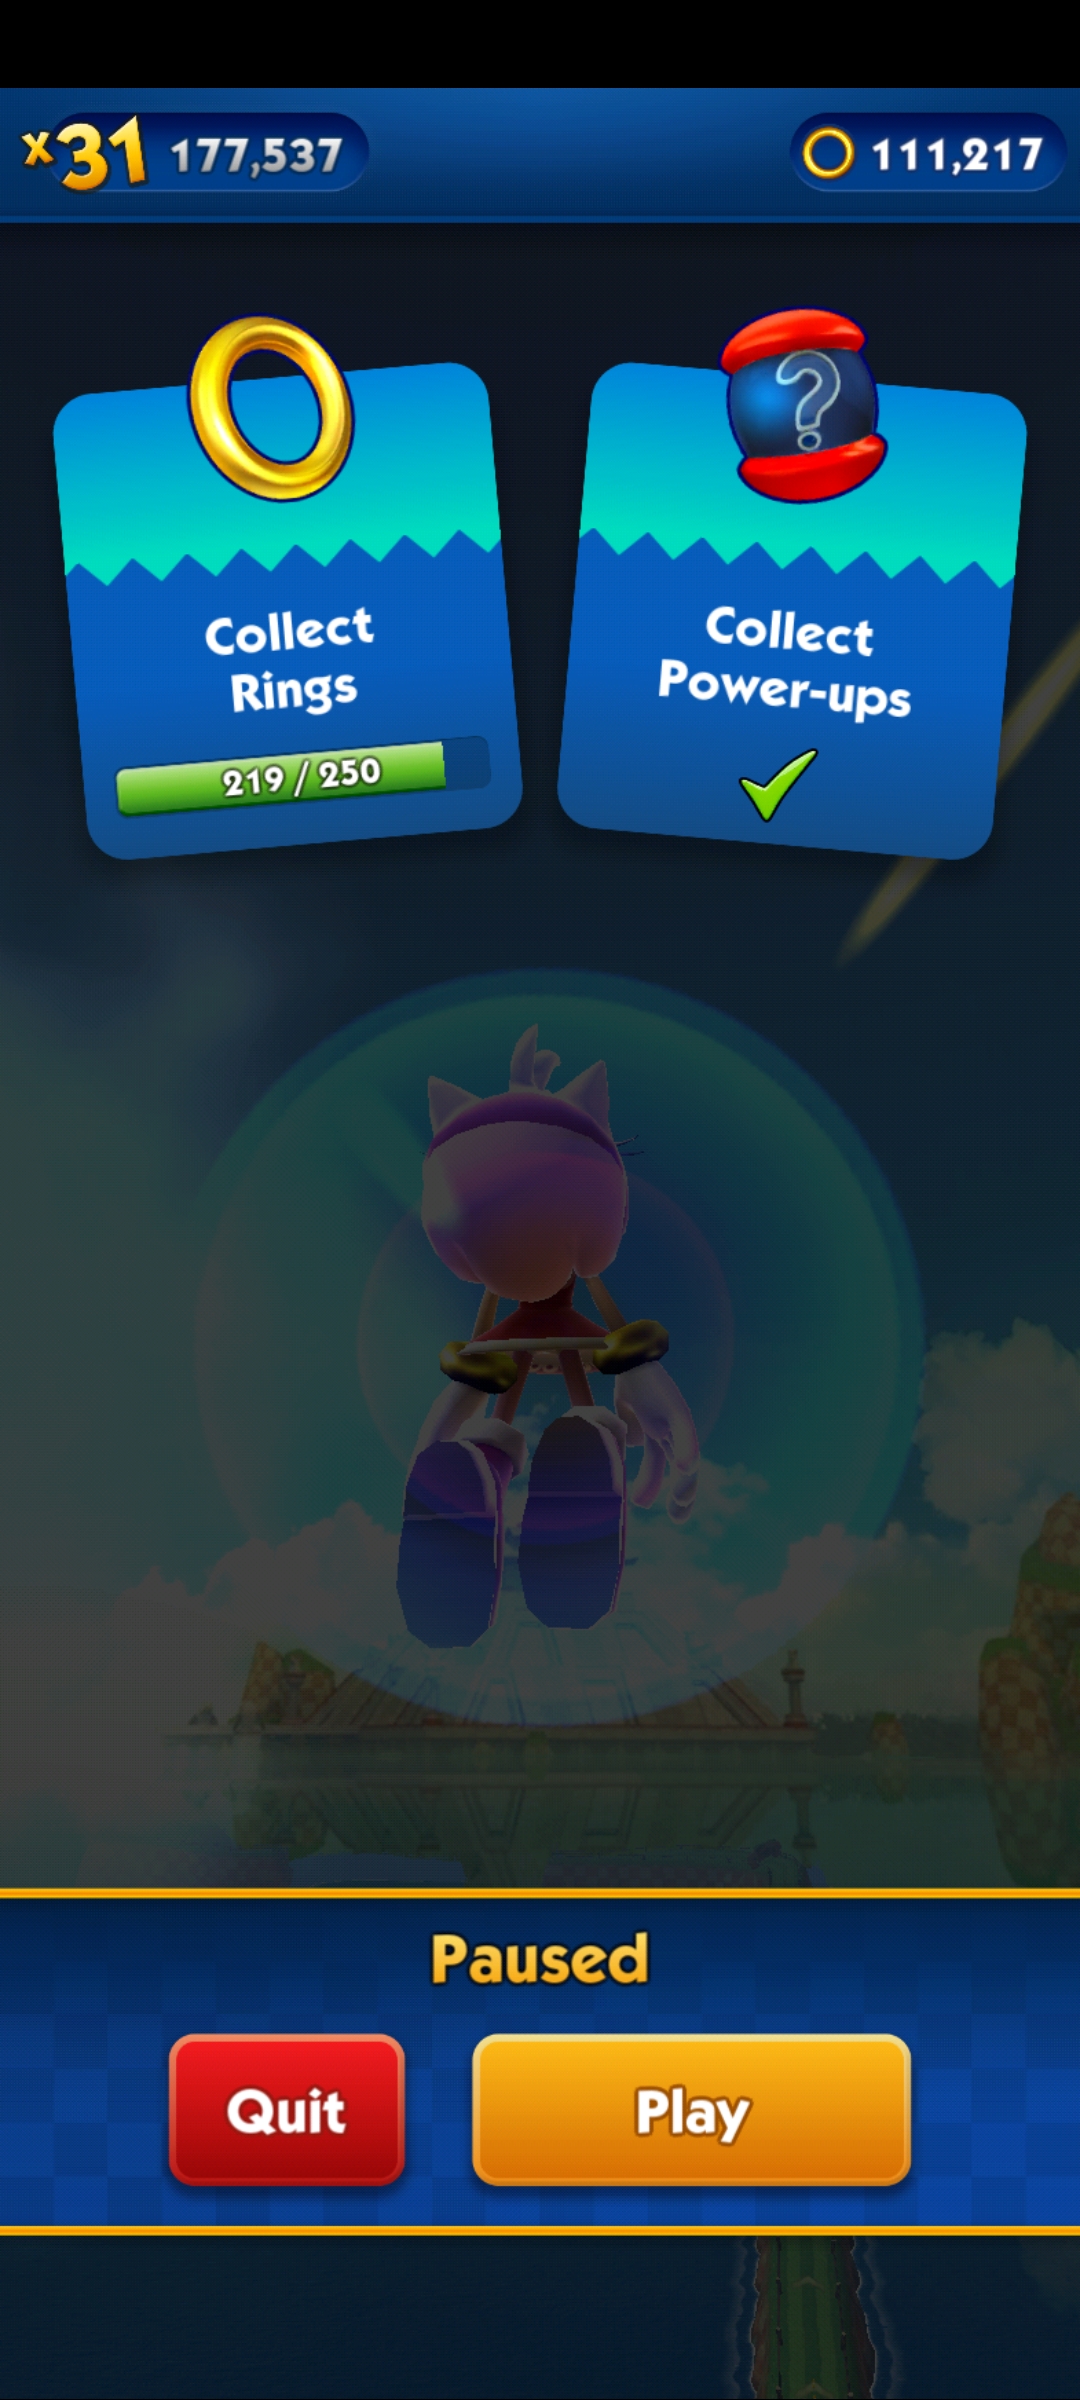 x31 177,537
111,217
?
Collect
Rings
219 / 250
Collect
Power-ups
Paused
Quit
Play